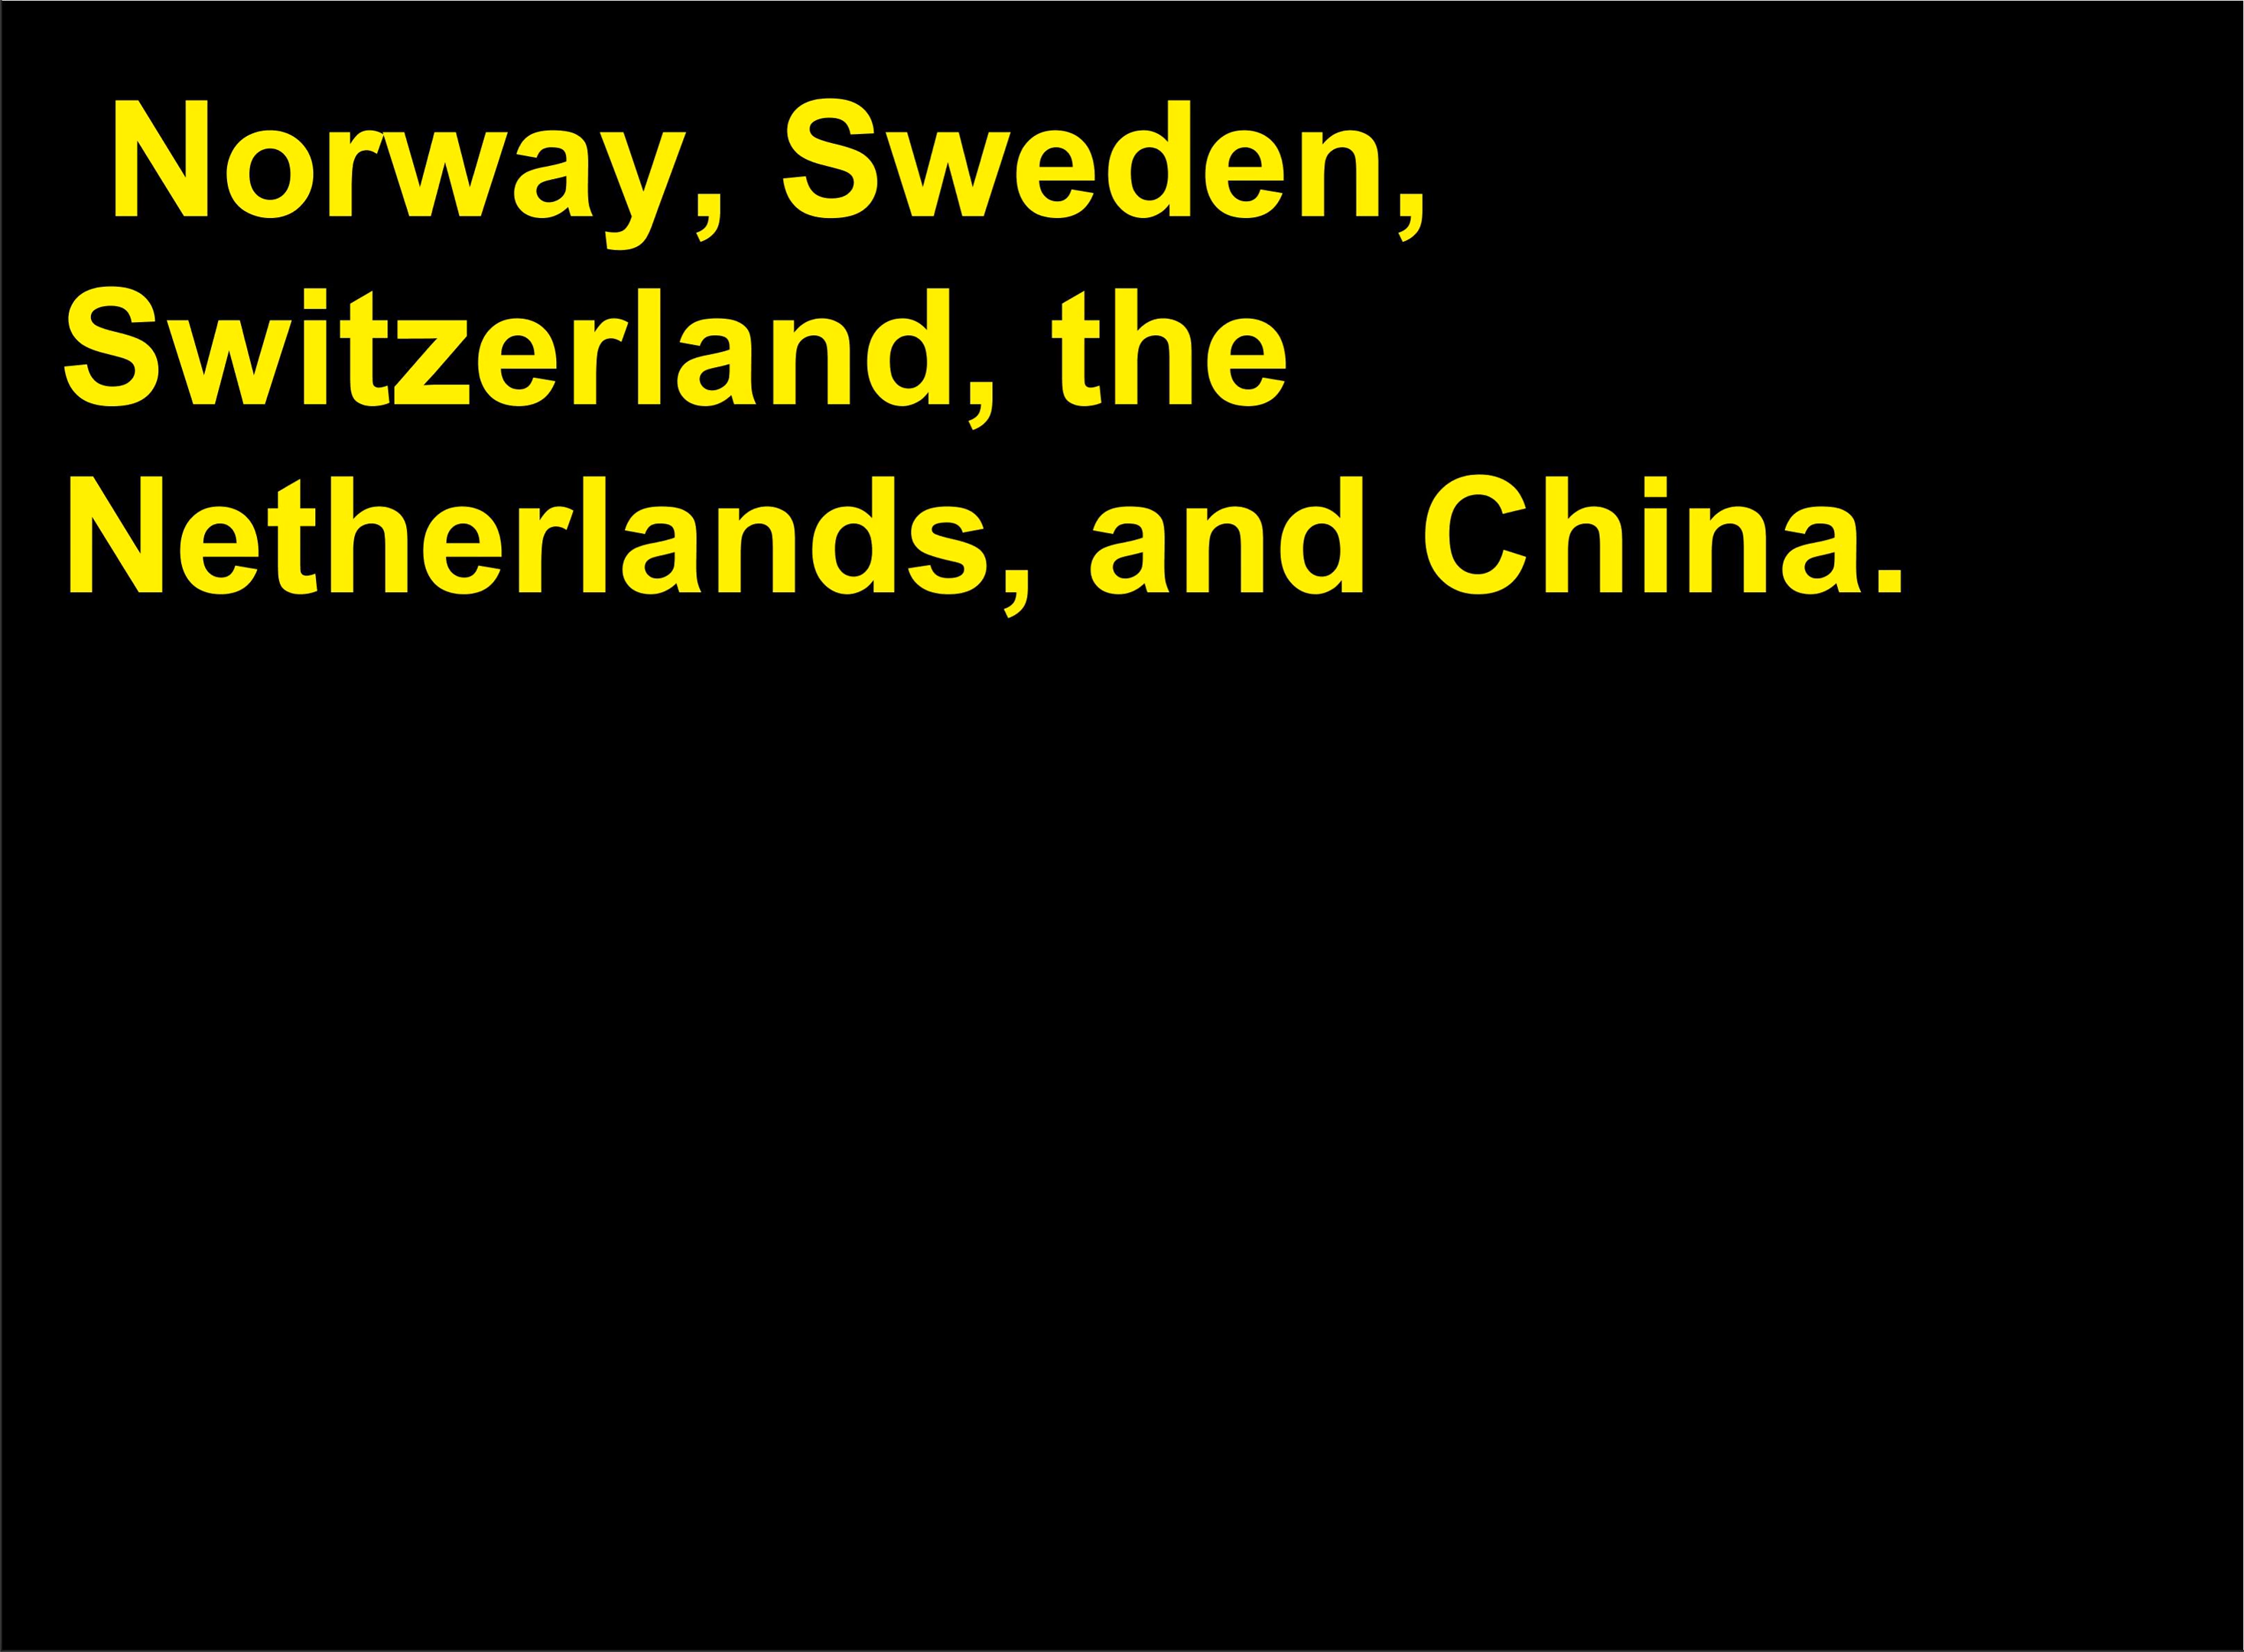 Norway, Sweden,
Switzerland, the
Netherlands, and China.